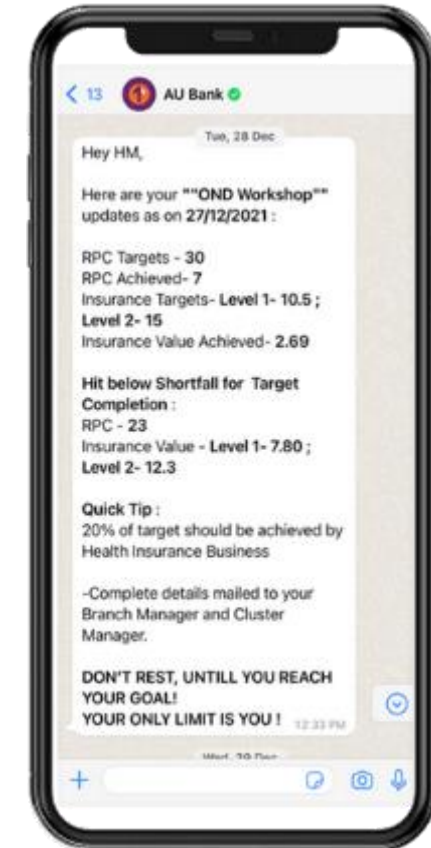 13 AU Bank
Tue, 28 Dec
Hey HM,
Here are your ""OND Workshop""
updates as on 27/12/2021 :
RPC Targets - 30
RPC Achieved- 7
Insurance Targets- Level 1- 10.5 ;
Level 2- 15
Insurance Value Achieved- 2.69
Hit below Shortfall for Target
Completion :
RPC - 23
Insurance Value - Level 1- 7.80 ;
Level 2- 12.3
Quick Tip :
20% of target should be achieved by
Health Insurance Business
-Complete details mailed to your
Branch Manager and Cluster
Manager.
DON'T REST, UNTILL YOU REACH
YOUR GOAL!
YOUR ONLY LIMIT IS YOU !
12:33 PM
Wed, 29 Dec